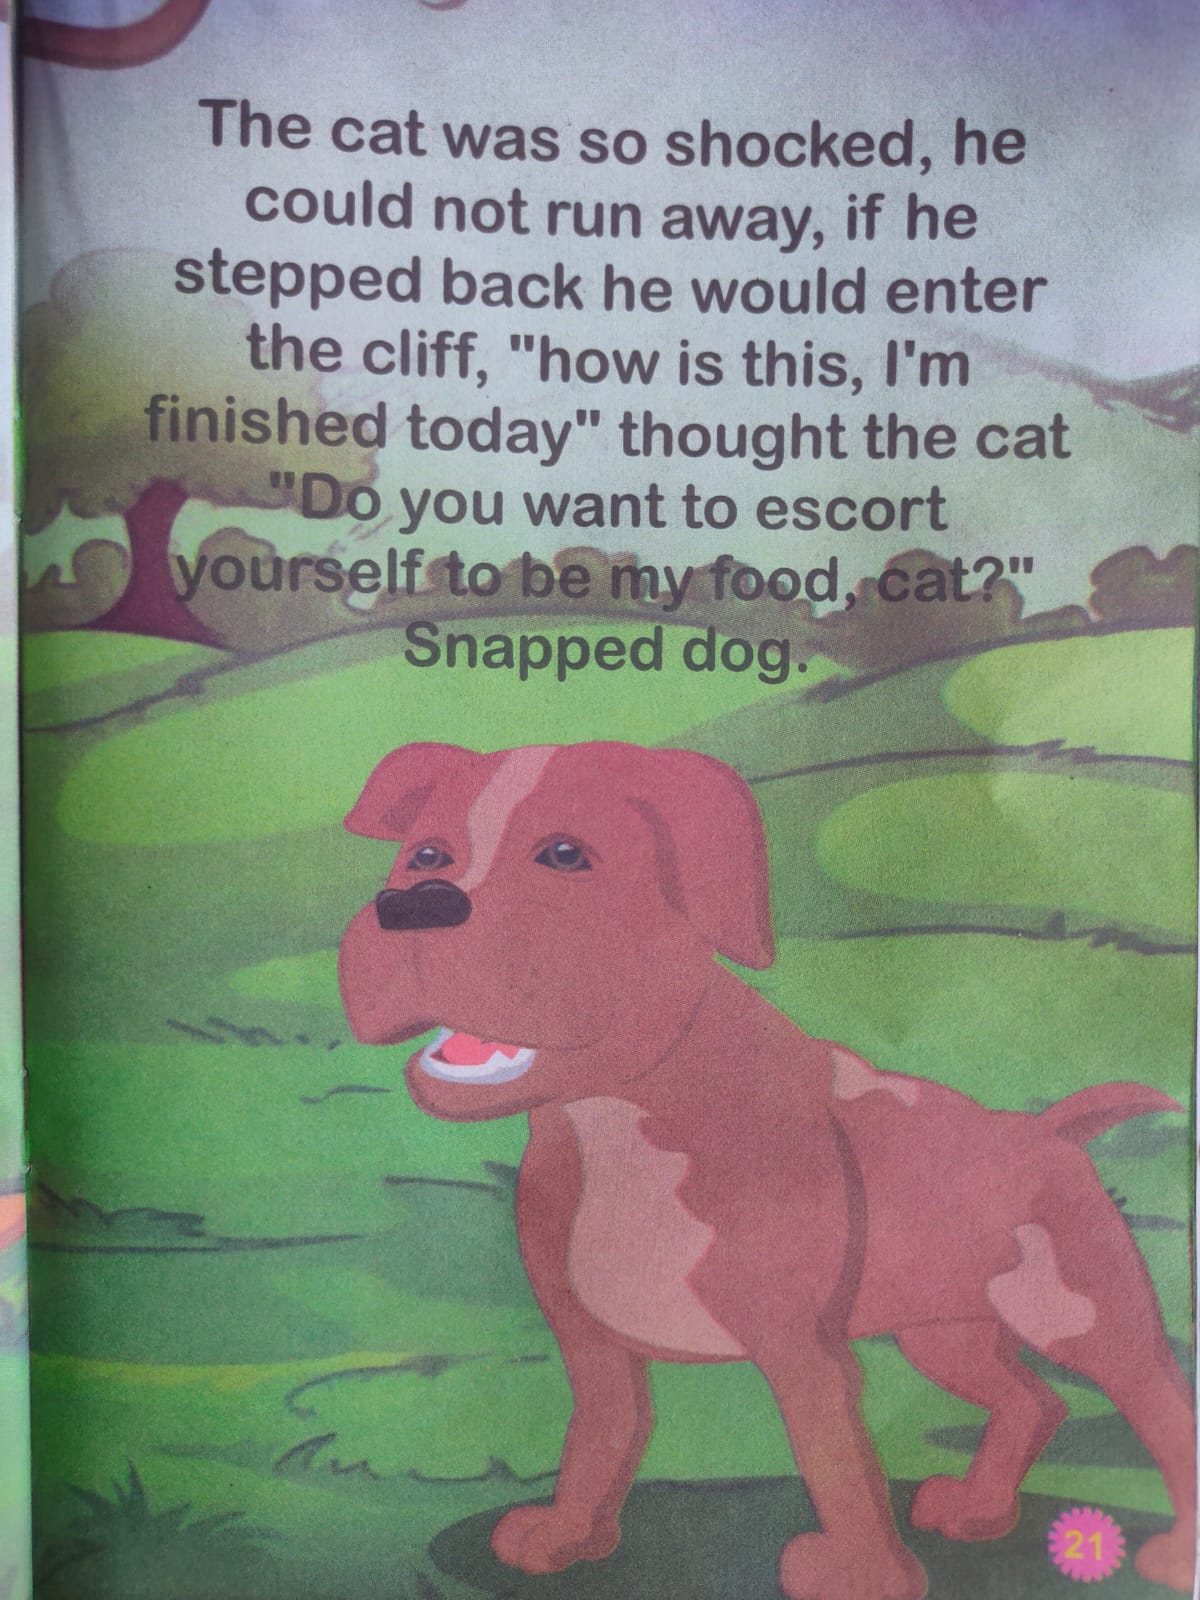 The cat was so shocked, he
could not run away, if he
stepped back he would enter
the cliff, "how is this, I'm
finished today" thought the cat
"Do you want to escort
yourself to be my food, cat?"
Snapped dog.
21